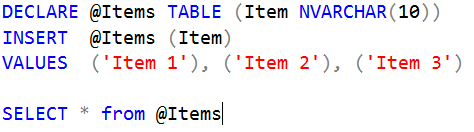 DECLARE @Items TABLE (Item NVARCHAR(10))
INSERT  @Items (Item)
VALUES  ('Item 1'), ('Item 2'), ('Item 3')
SELECT * from @Items